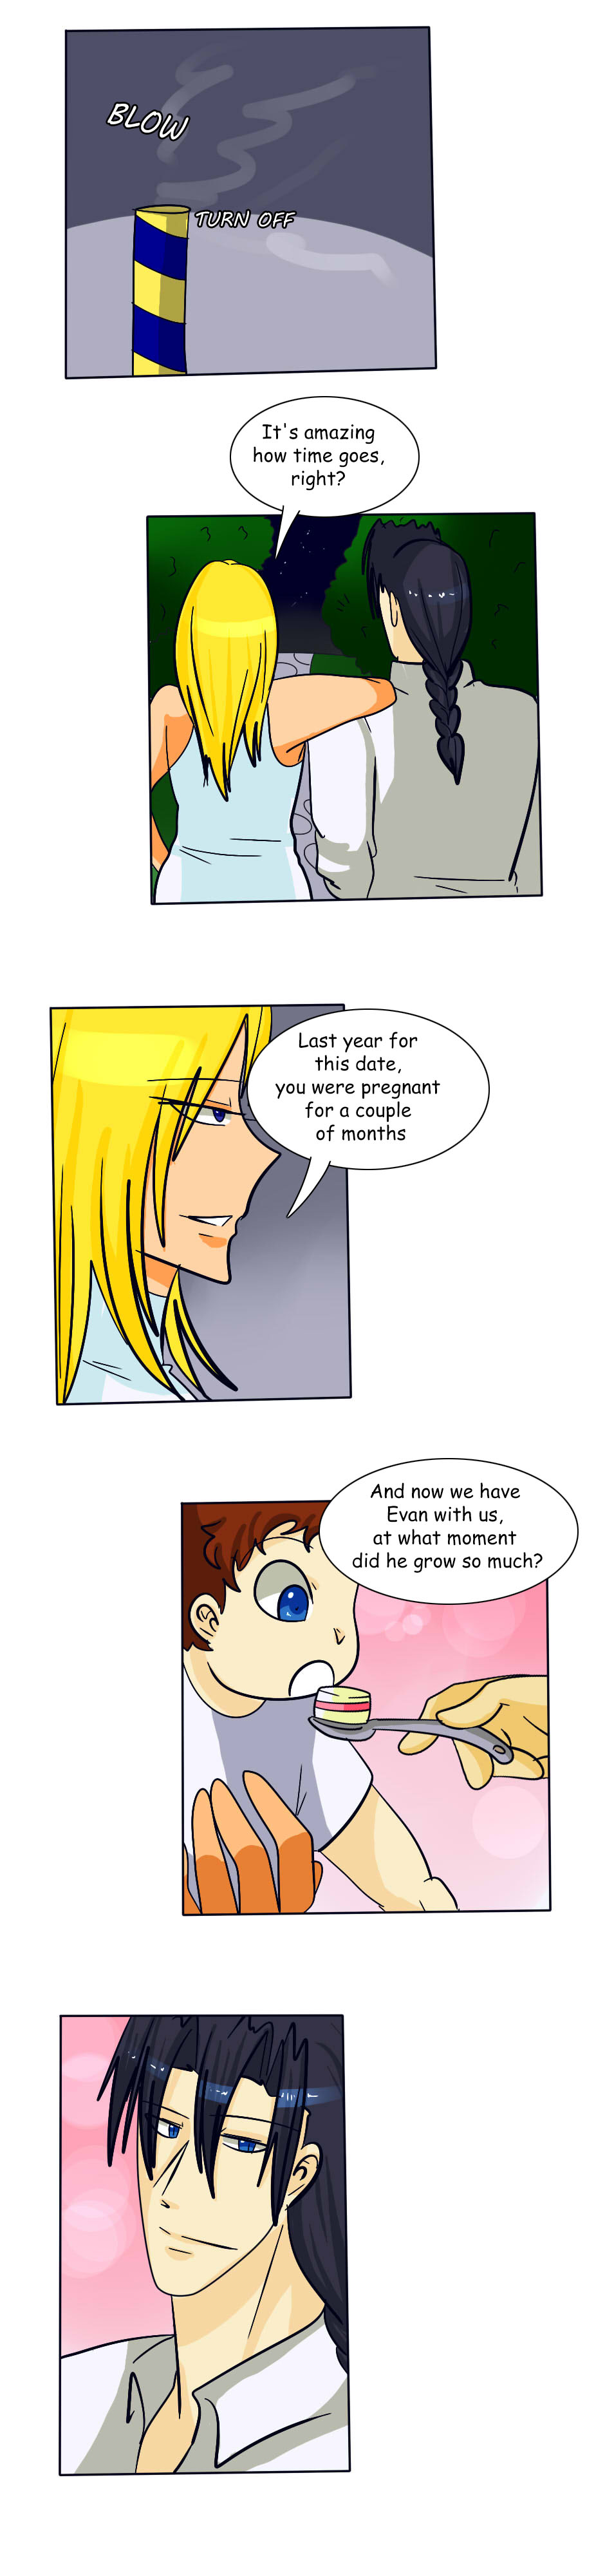 BLOW
TURN OFF
It's amazing
how time goes,
right?
Last year for
this date,
you were pregnant
for a couple
of months
And now we have
Evan with us,
at what moment
did he grow so much?